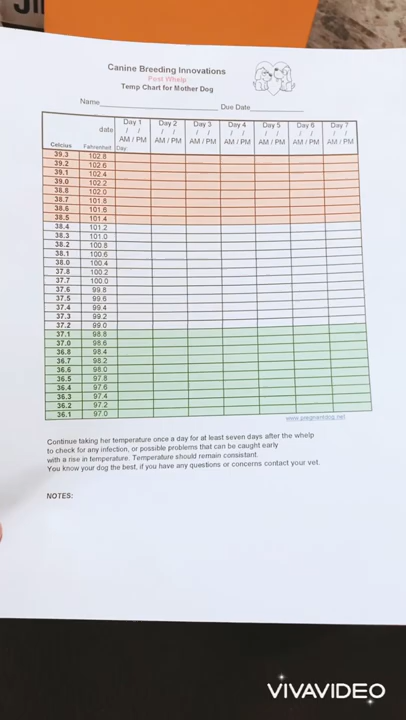 Canine Breeding Innovations
Post Whelp
Temp Chart for Mother Dog
Name Due Date
Day 1 Day 2 Day 3 Day 4 Day 5 Day 6 Day 7
date / / / / / / / / / / / / / /
AM / PM AM / PM AM / PM AM / PM AM / PM AM / PM AM / PM
Celcius Fahrenheit Day:
39.3 102.8
39.2 102.6
39.1 102.4
39.0 102.2
38.8 102.0
38.7 101.8
38.6 101.6
38.5 101.4
38.4 101.2
38.3 101.0
38.2 100.8
38.1 100.6
38.0 100.4
37.8 100.2
37.7 100.0
37.6 99.8
37.5 99.6
37.4 99.4
37.3 99.2
37.2 99.0
37.1 98.8
37.0 98.6
36.8 98.4
36.7 98.2
36.6 98.0
36.5 97.8
36.4 97.6
36.3 97.4
36.2 97.2
36.1 97.0
www.pregnantdog.net
Continue taking her temperature once a day for at least seven days after the whelp
to check for any infection, or possible problems that can be caught early
with a rise in temperature. Temperature should remain consistant.
You know your dog the best, if you have any questions or concerns contact your vet.
NOTES:
VIVAVIDEO